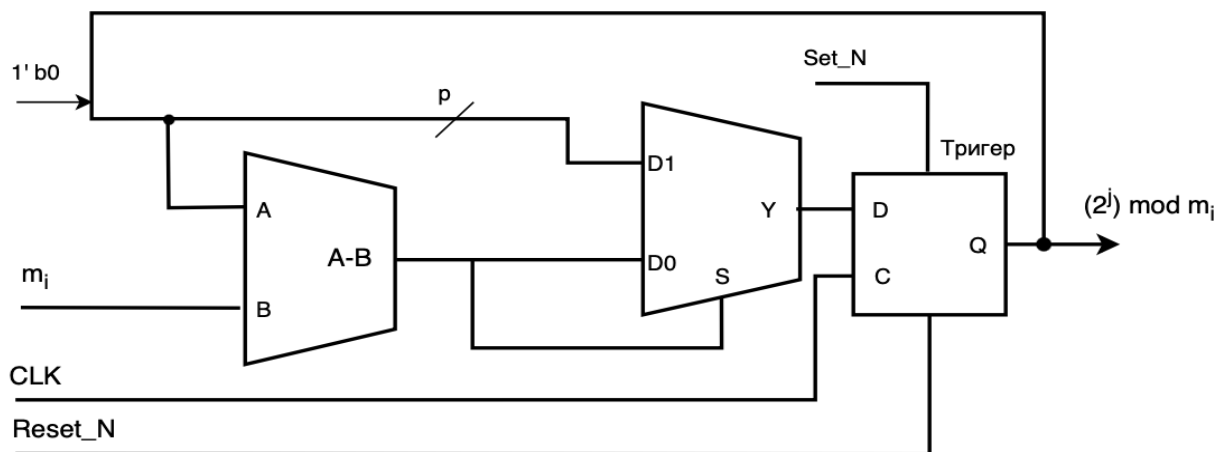 1' b0
p
Set_N
Тригер
D1
A
Y
D
(2^j) mod m_i
A-B
Q
m_i
D0
S
C
B
CLK
Reset_N